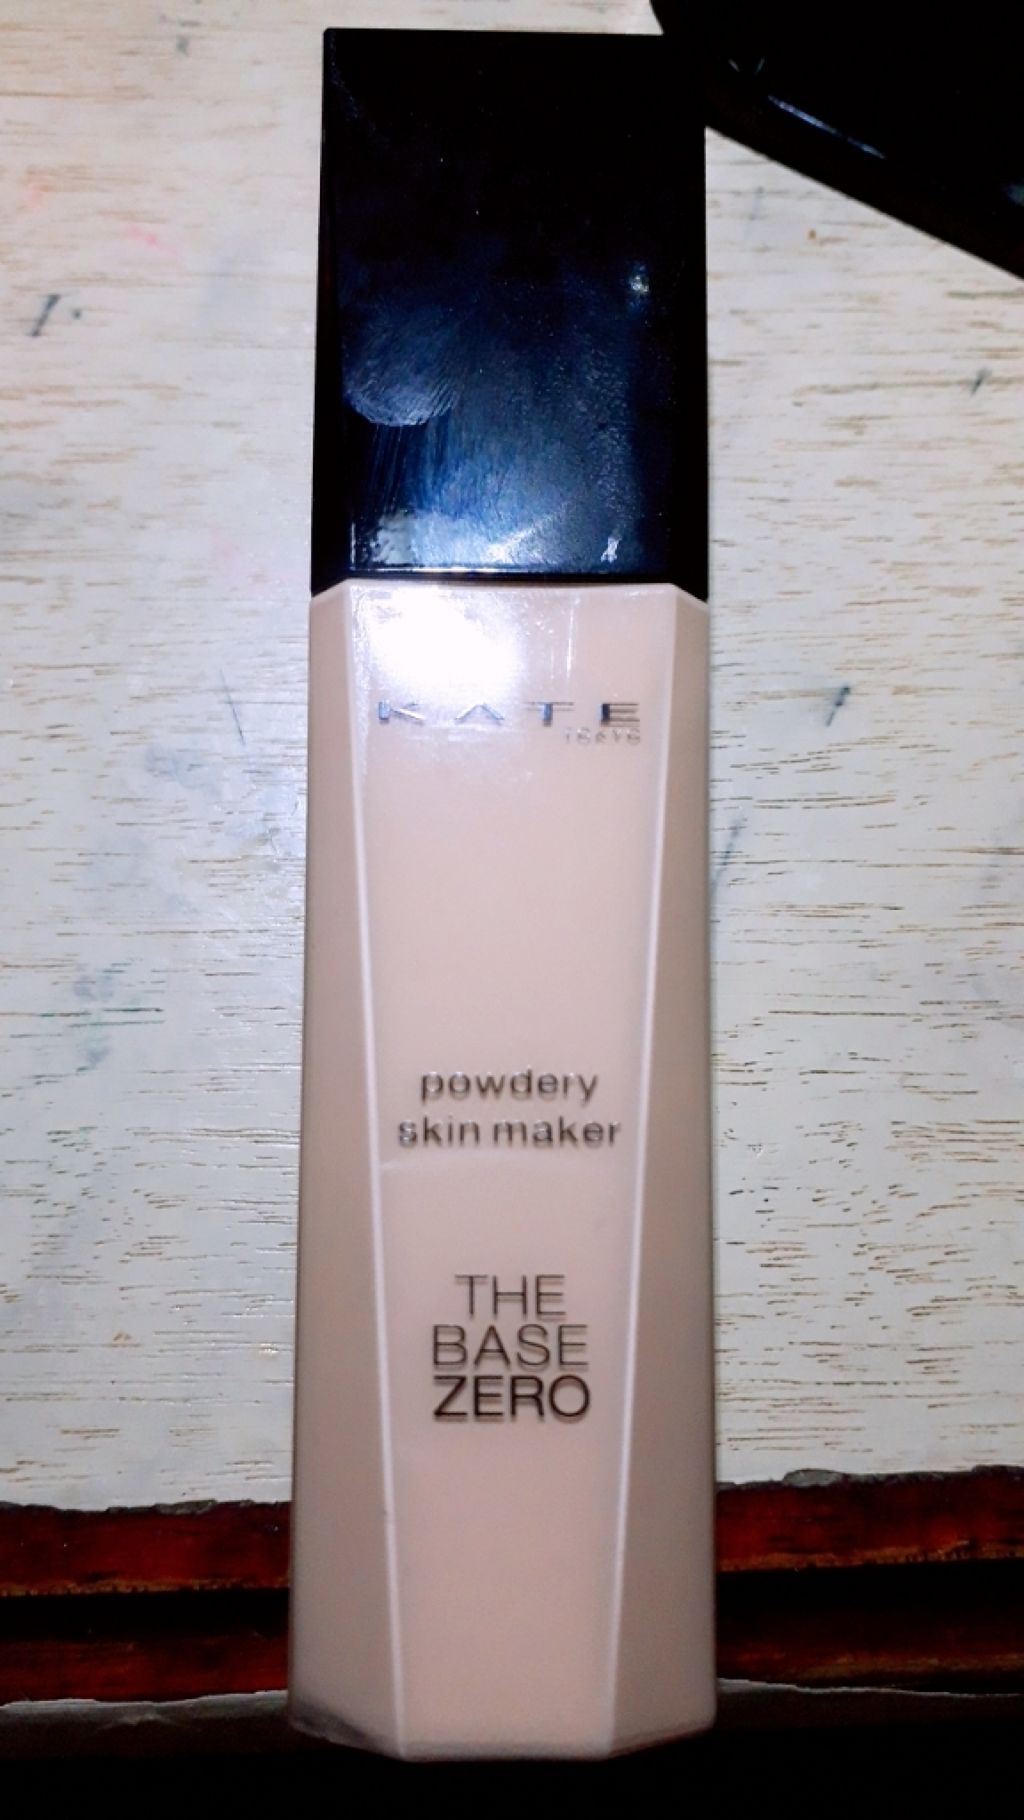 KATE
TOKYO
powdery
skin maker
THE
BASE
ZERO